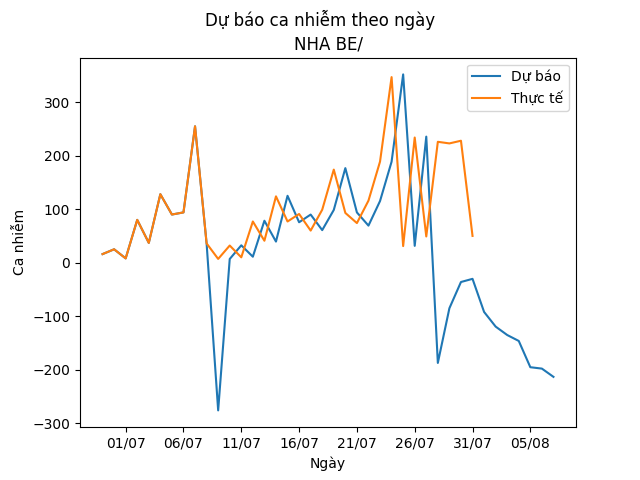 Dự báo ca nhiễm theo ngày
NHA BE/
Dự báo
Thực tế
Ca nhiễm
300
200
100
0
−100
−200
−300
01/07 06/07 11/07 16/07 21/07 26/07 31/07 05/08
Ngày